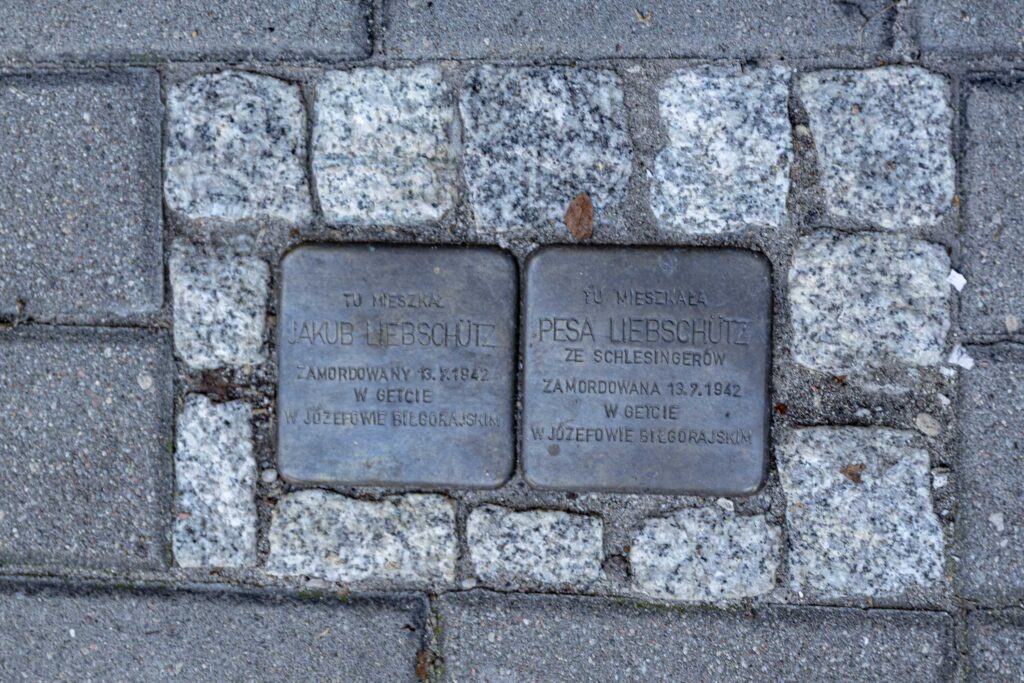 TU MIESZKAŁ
JAKUB LIEBSCHÜTZ
ZAMORDOWANY 13.7.1942
W GETCIE
W JÓZEFOWIE BIŁGORAJSKIM
TU MIESZKAŁA
PESA LIEBSCHÜTZ
ZE SCHLESINGERÓW
ZAMORDOWANA 13.7.1942
W GETCIE
W JÓZEFOWIE BIŁGORAJSKIM